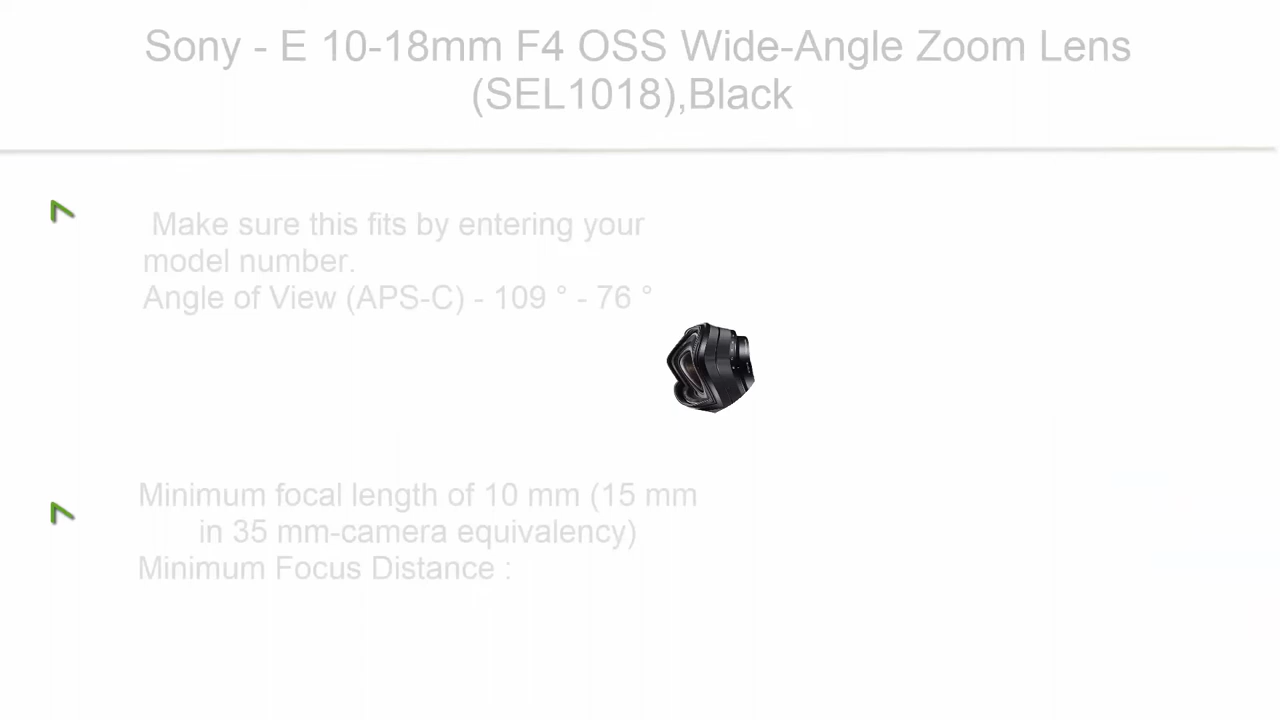 Sony - E 10-18mm F4 OSS Wide-Angle Zoom Lens
(SEL1018),Black
Make sure this fits by entering your
model number.
Angle of View (APS-C) - 109 ° - 76 °
Minimum focal length of 10 mm (15 mm
in 35 mm-camera equivalency)
Minimum Focus Distance :